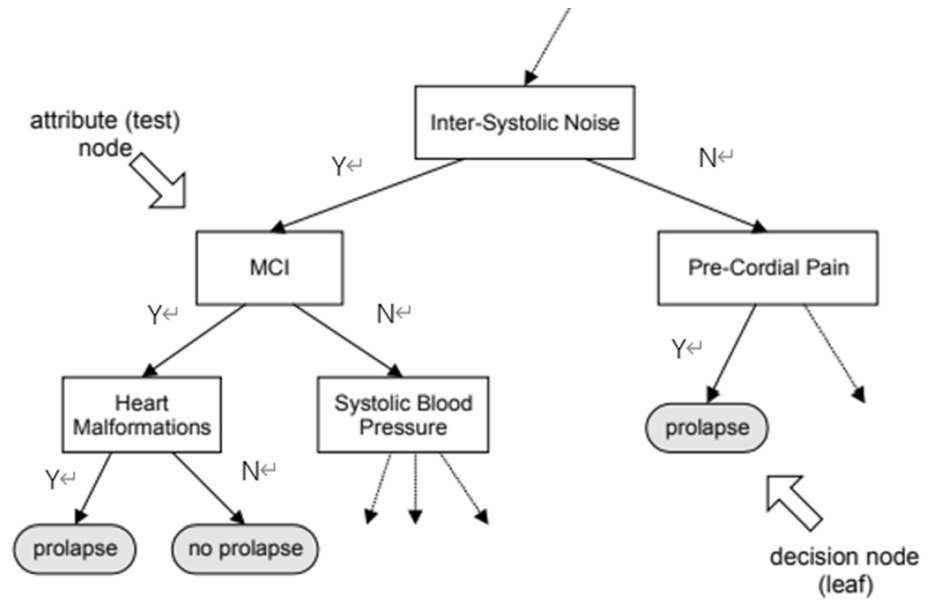 Inter-Systolic Noise
attribute (test)
node
Y↵
N↵
MCI
Pre-Cordial Pain
Y↵
N↵
Y↵
Heart
Malformations
Systolic Blood
Pressure
prolapse
Y↵
N↵
prolapse
no prolapse
decision node
(leaf)